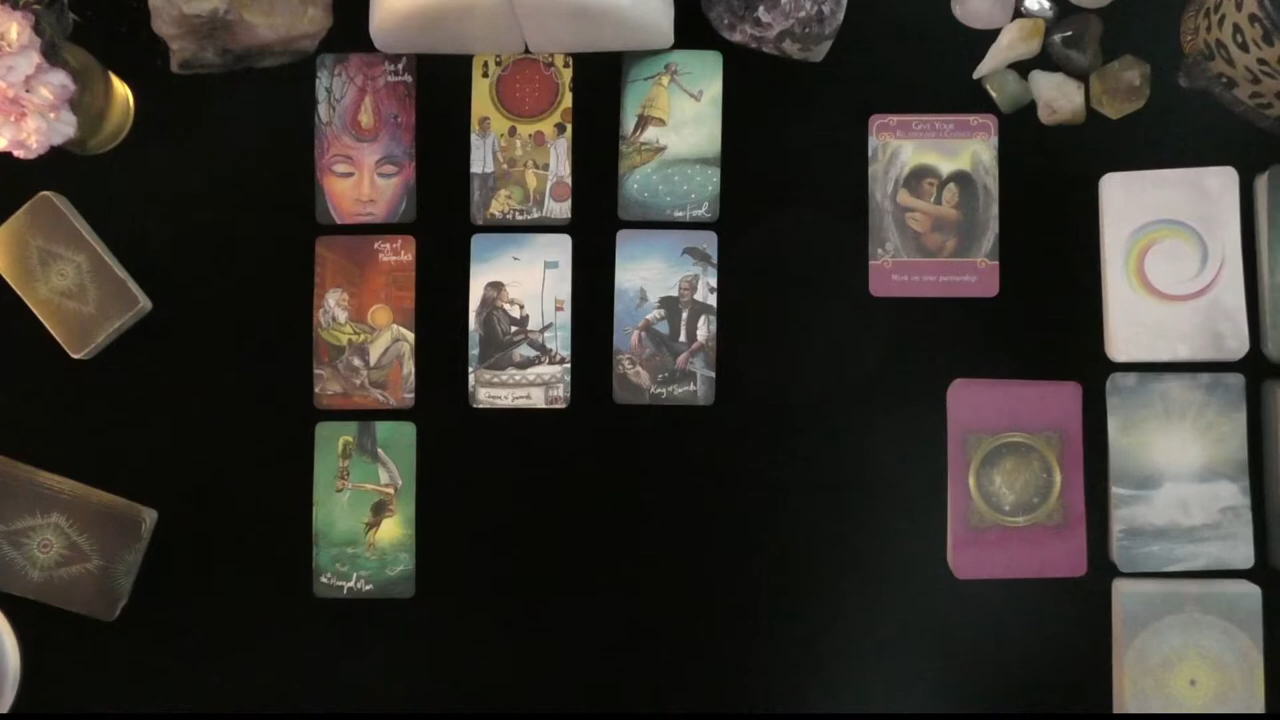 Ace of
Wands
10 of Pentacles
the Fool
King of
Pentacles
Queen of Swords
King of Swords
the Hanged Man
Give Your
Relationship a Chance
Work on your partnership.